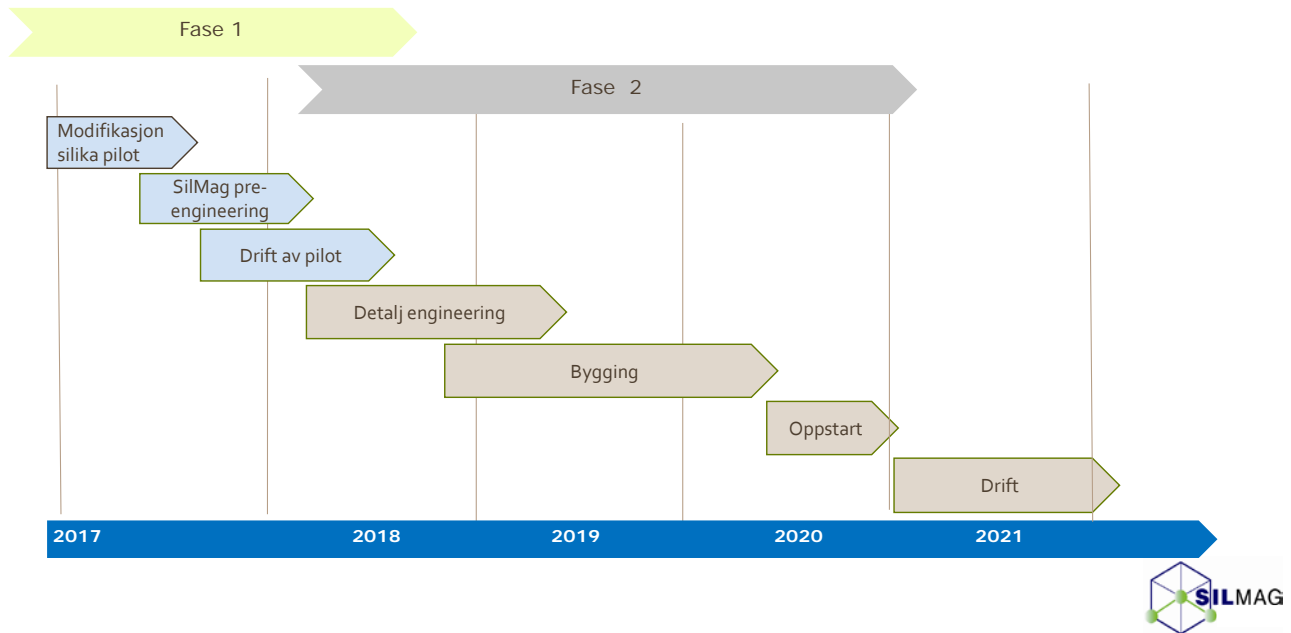 Fase 1
Fase 2
Modifikasjon
silika pilot
SilMag pre-
engineering
Drift av pilot
Detalj engineering
Bygging
Oppstart
Drift
2017 2018 2019 2020 2021
SILMAG